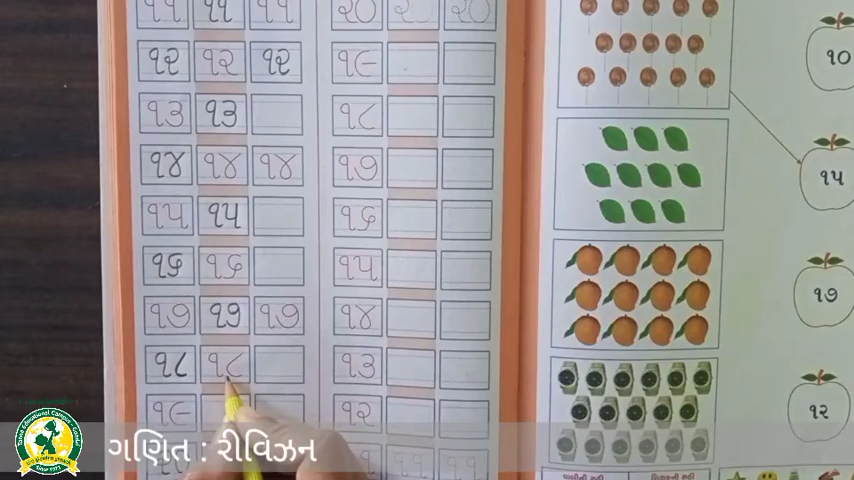 ૧૧ ૧૧ ૧૧ ૨૦ ૨૦ ૨૦
૧૨ ૧૨ ૧૨ ૧૯
૧૩ ૧૩ ૧૮
૧૪ ૧૪ ૧૪ ૧૭
૧૫ ૧૫ ૧૬
૧૬ ૧૬ ૧૫
૧૭ ૧૭ ૧૭ ૧૪
૧૮ ૧૮ ૧૩
૧૯ ૧૨
૧૧ ૧૧
૧૦
૧૫
૧૭
૧૨
ગણિત : રીવિઝન